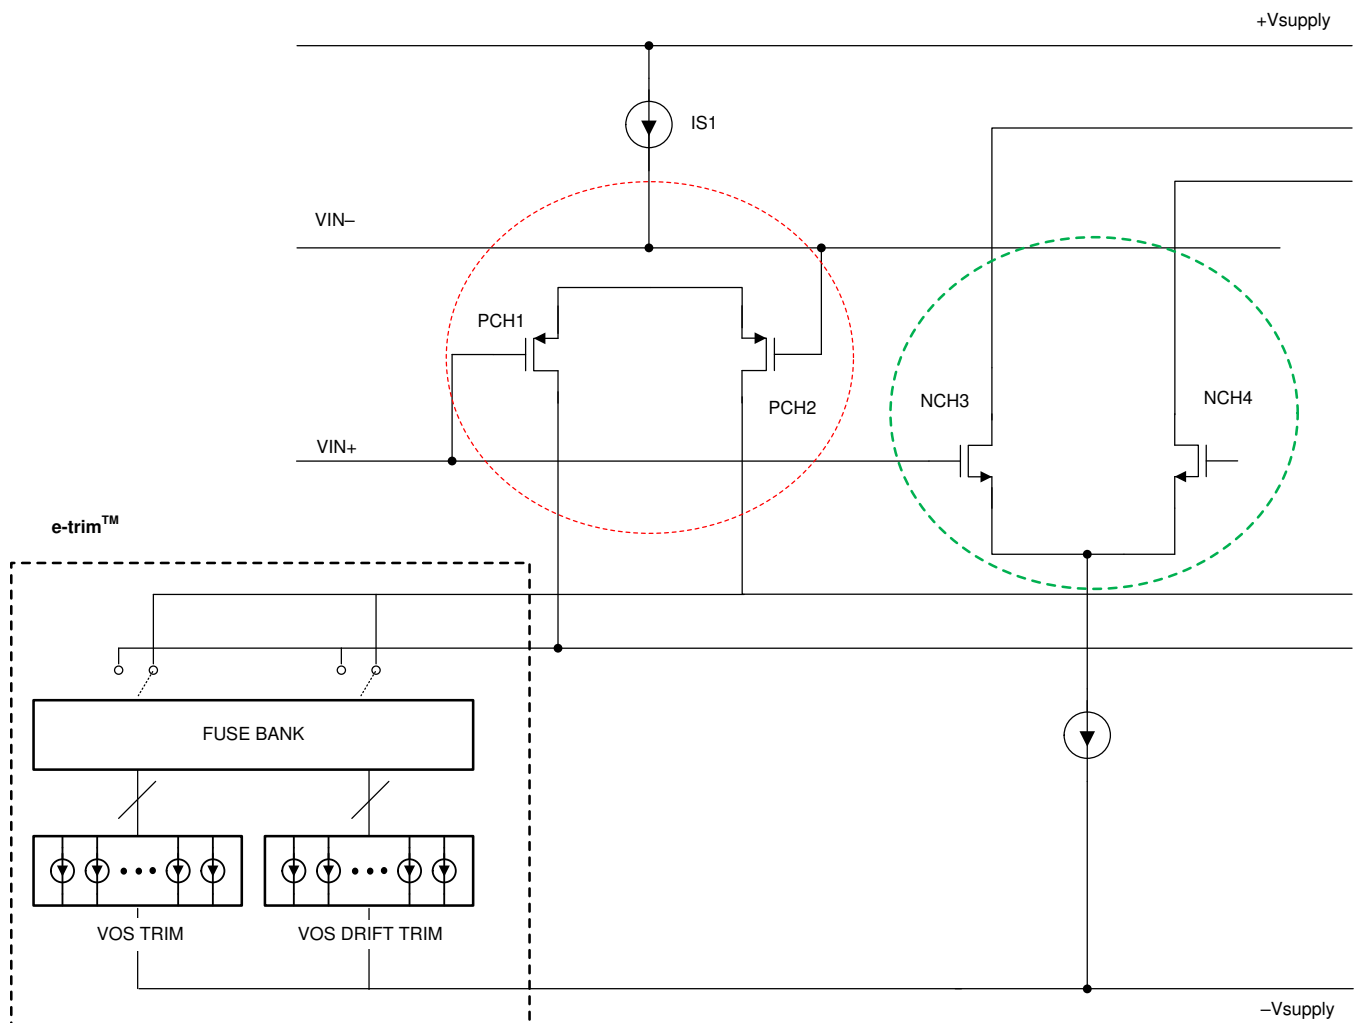 +Vsupply
IS1
VIN–
PCH1
PCH2
NCH3
NCH4
VIN+
e-trim™
FUSE BANK
VOS TRIM
VOS DRIFT TRIM
–Vsupply